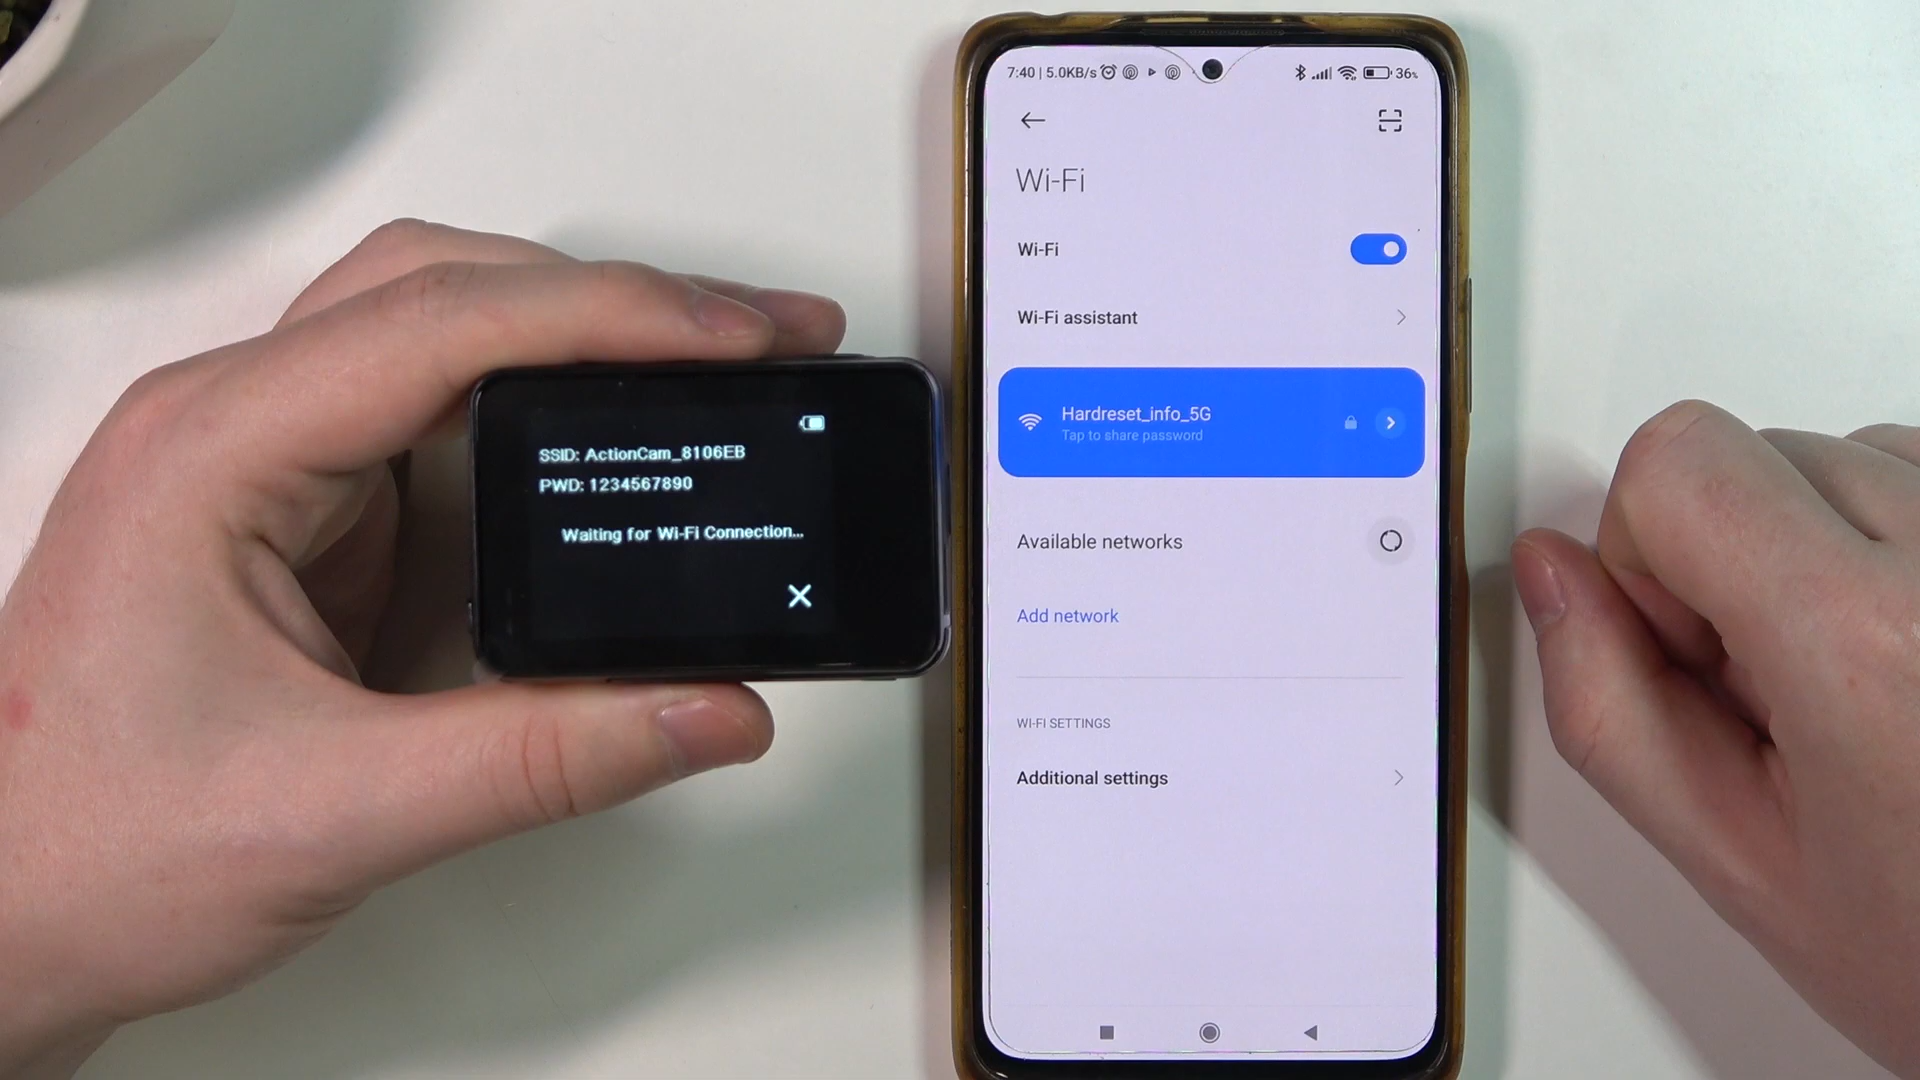 SSID: ActionCam_8106EB
PWD: 1234567890
Waiting for Wi-Fi Connection...
7:40 | 5.0KB/s
36%
Wi-Fi
Wi-Fi
Wi-Fi assistant
Hardreset_info_5G
Tap to share password
Available networks
Add network
WI-FI SETTINGS
Additional settings